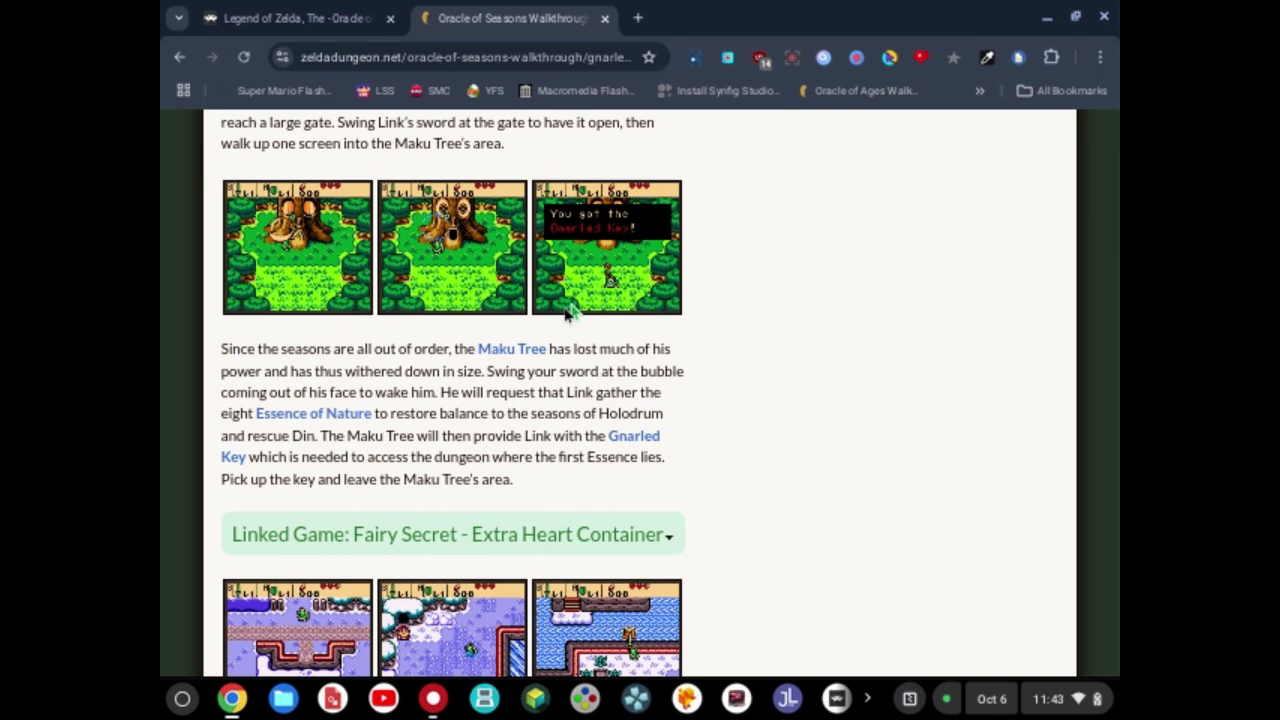 Legend of Zelda, The - Oracle o
Oracle of Seasons Walkthroug
zeldadungeon.net/oracle-of-seasons-walkthrough/gnarle...
14
Super Mario Flash...
LSS
SMC
YFS
Macromedia Flash...
Install Synfig Studio...
Oracle of Ages Walk...
»
All Bookmarks
reach a large gate. Swing Link's sword at the gate to have it open, then
walk up one screen into the Maku Tree's area.
You got the
Gnarled Key!
Since the seasons are all out of order, the Maku Tree has lost much of his
power and has thus withered down in size. Swing your sword at the bubble
coming out of his face to wake him. He will request that Link gather the
eight Essence of Nature to restore balance to the seasons of Holodrum
and rescue Din. The Maku Tree will then provide Link with the Gnarled
Key which is needed to access the dungeon where the first Essence lies.
Pick up the key and leave the Maku Tree's area.
Linked Game: Fairy Secret - Extra Heart Container
JL
Oct 6
11:43